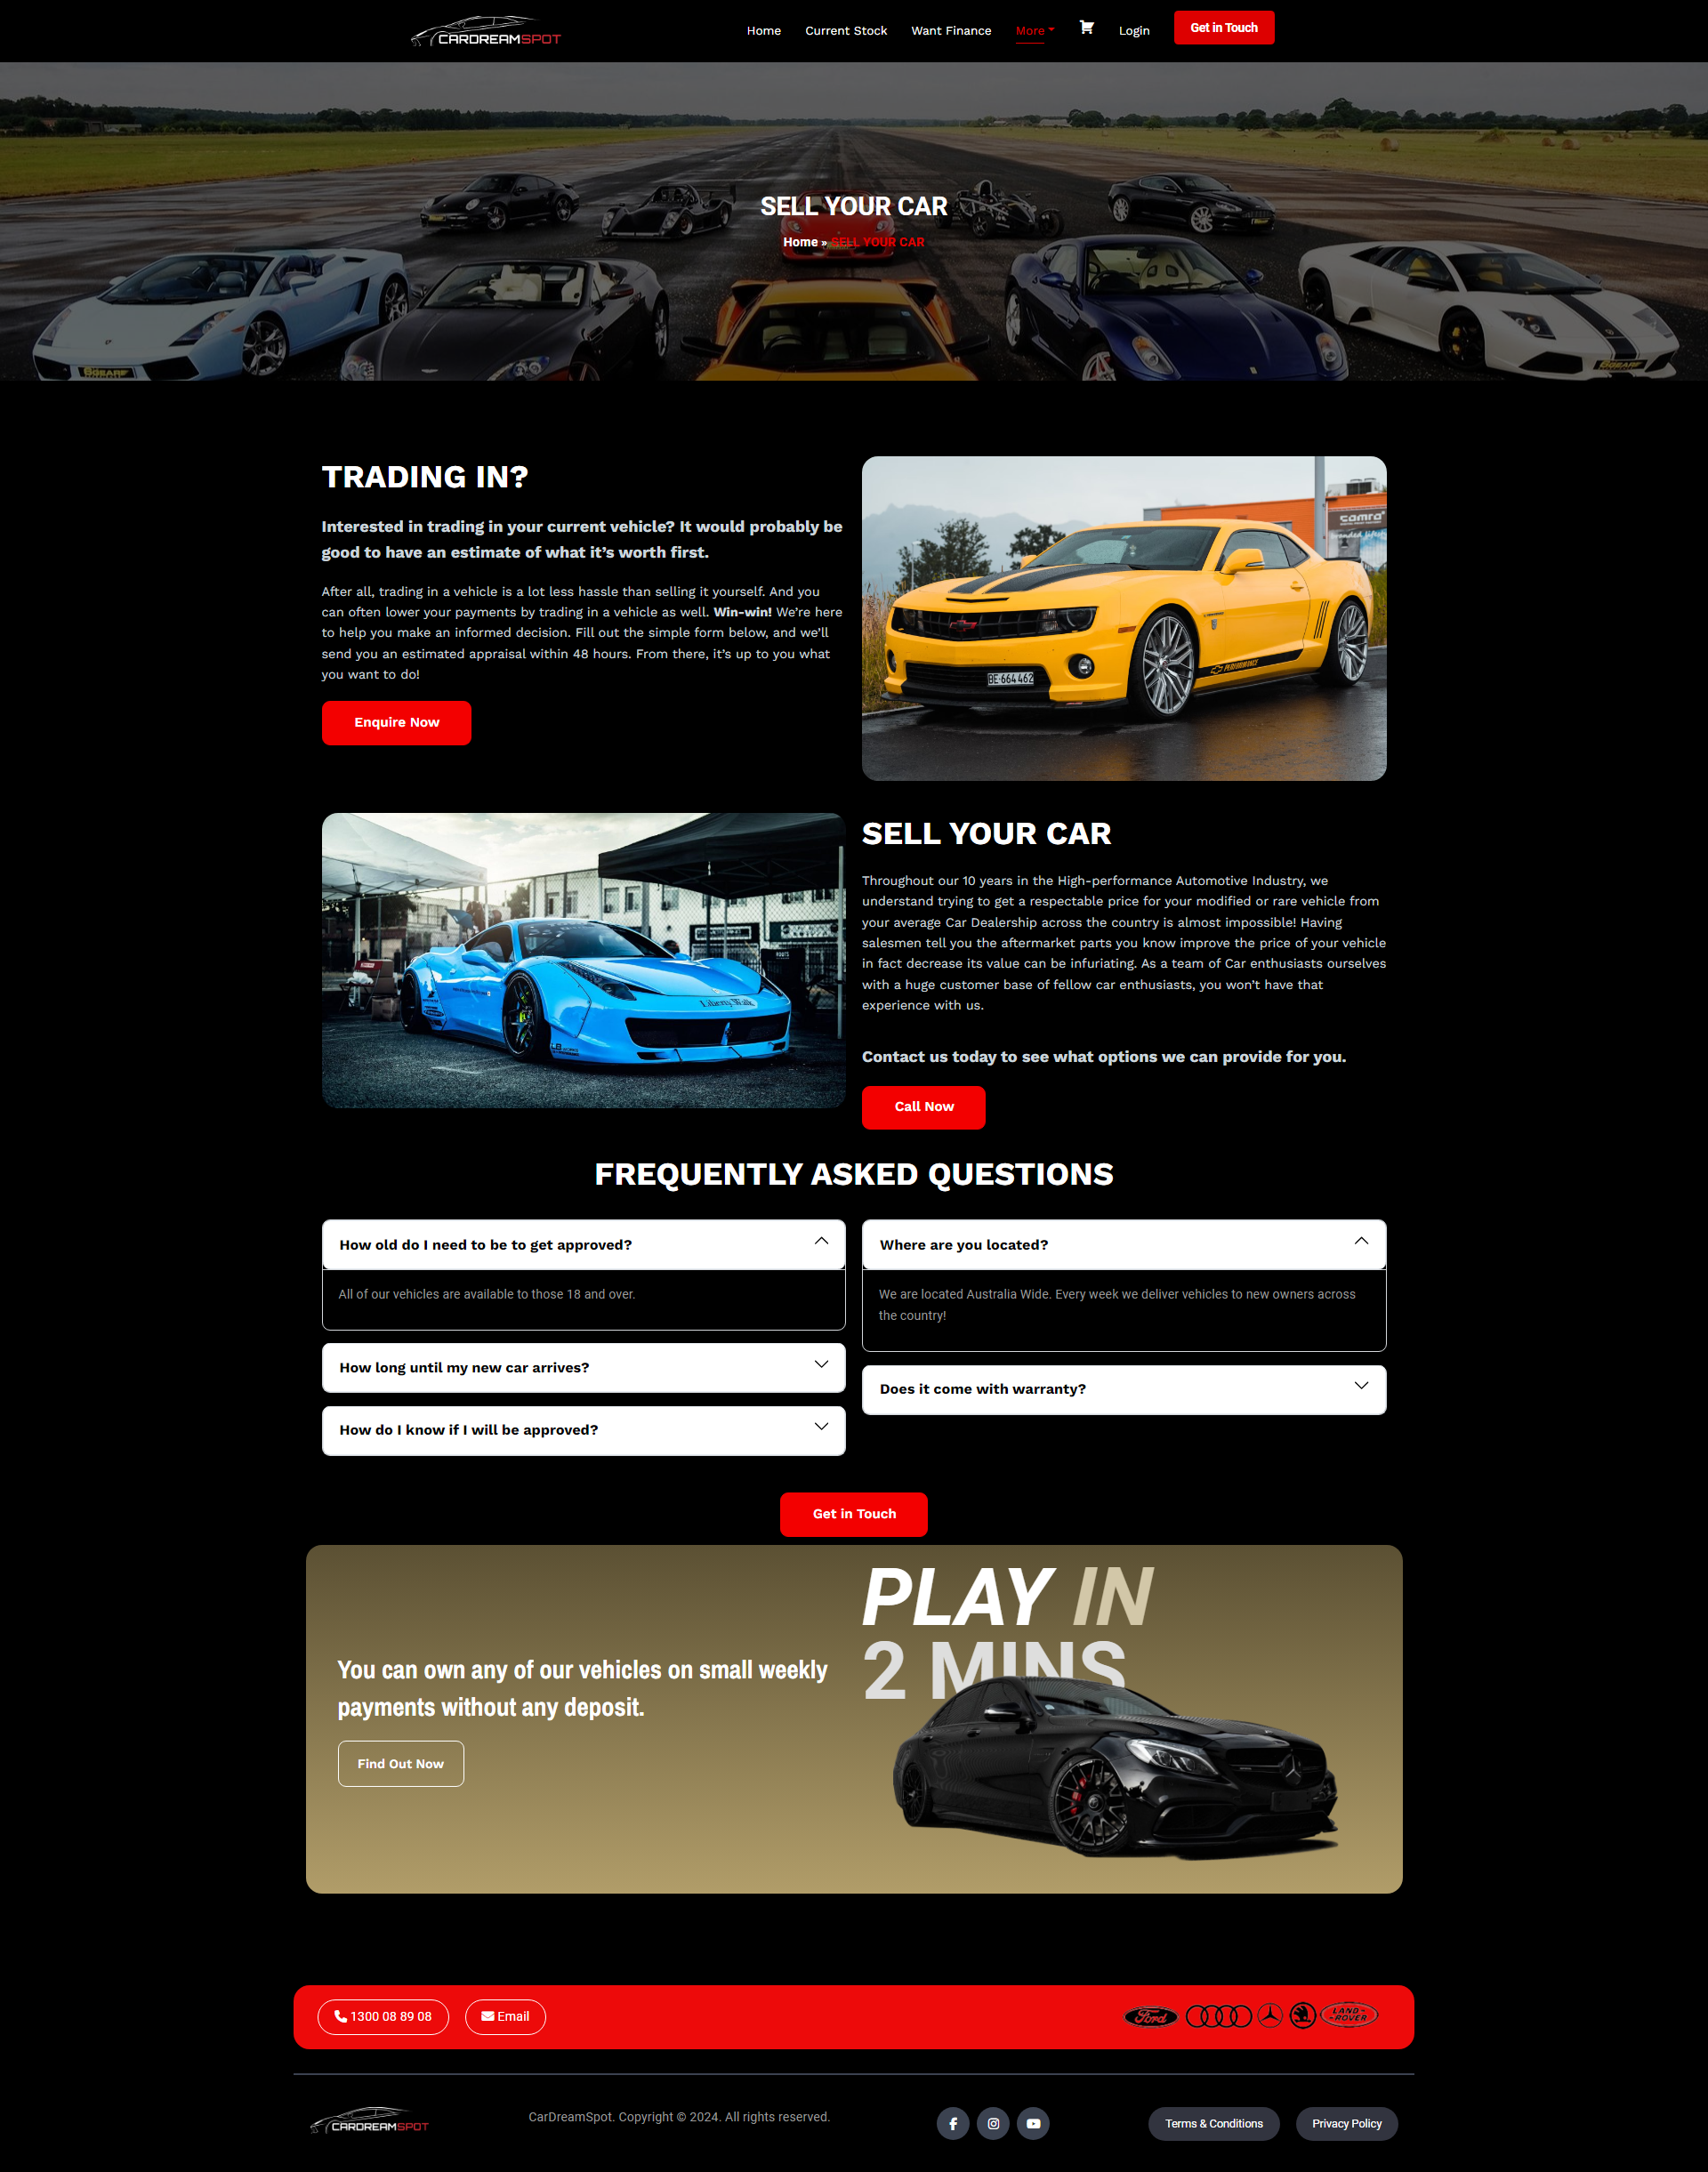 CARDREAMSPOT
Home
Current Stock
Want Finance
More
Login
Get in Touch
SELL YOUR CAR
Home » SELL YOUR CAR
TRADING IN?
Interested in trading in your current vehicle? It would probably be
good to have an estimate of what it’s worth first.
After all, trading in a vehicle is a lot less hassle than selling it yourself. And you
can often lower your payments by trading in a vehicle as well. Win-win! We’re here
to help you make an informed decision. Fill out the simple form below, and we’ll
send you an estimated appraisal within 48 hours. From there, it’s up to you what
you want to do!
Enquire Now
camro
BE·664462
PERFORMANCE
SELL YOUR CAR
Throughout our 10 years in the High-performance Automotive Industry, we
understand trying to get a respectable price for your modified or rare vehicle from
your average Car Dealership across the country is almost impossible! Having
salesmen tell you the aftermarket parts you know improve the price of your vehicle
in fact decrease its value can be infuriating. As a team of Car enthusiasts ourselves
with a huge customer base of fellow car enthusiasts, you won’t have that
experience with us.
Contact us today to see what options we can provide for you.
Call Now
Liberty Walk
FREQUENTLY ASKED QUESTIONS
How old do I need to be to get approved?
All of our vehicles are available to those 18 and over.
How long until my new car arrives?
How do I know if I will be approved?
Where are you located?
We are located Australia Wide. Every week we deliver vehicles to new owners across
the country!
Does it come with warranty?
Get in Touch
PLAY IN
2 MINS
You can own any of our vehicles on small weekly
payments without any deposit.
Find Out Now
1300 08 89 08
Email
Ford
LAND-
-ROVER
CARDREAMSPOT
CarDreamSpot. Copyright © 2024. All rights reserved.
Terms & Conditions
Privacy Policy